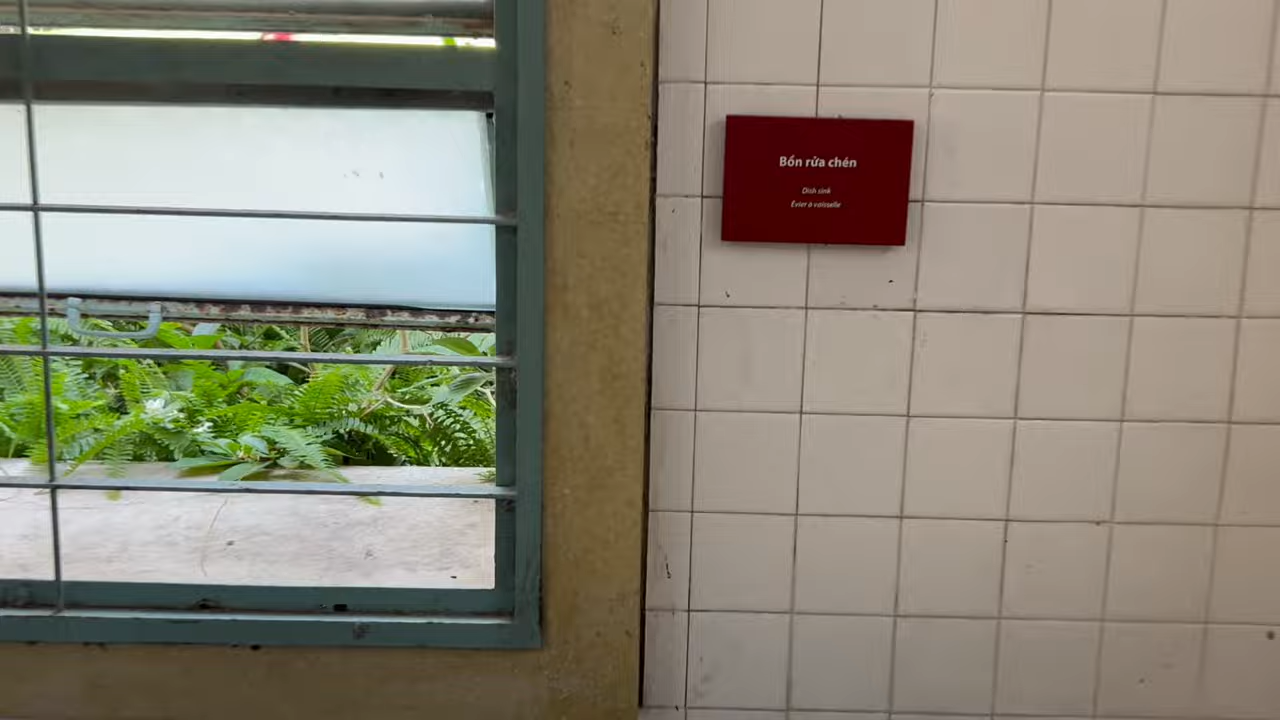 Bồn rửa chén
Dish sink
Évier à vaisselle